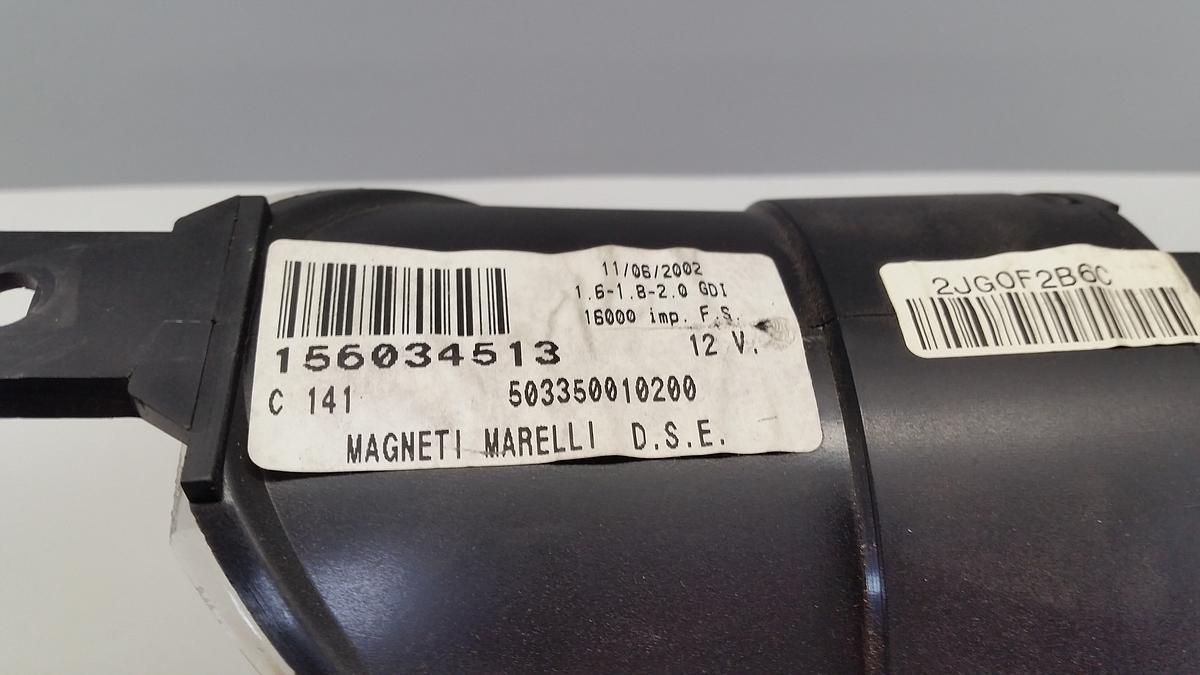 11/06/2002
1.6-1.8-2.0 GDI
16000 imp. F.S.
156034513
12 V.
C 141
503350010200
MAGNETI MARELLI D.S.E.
2JG0F2B6C